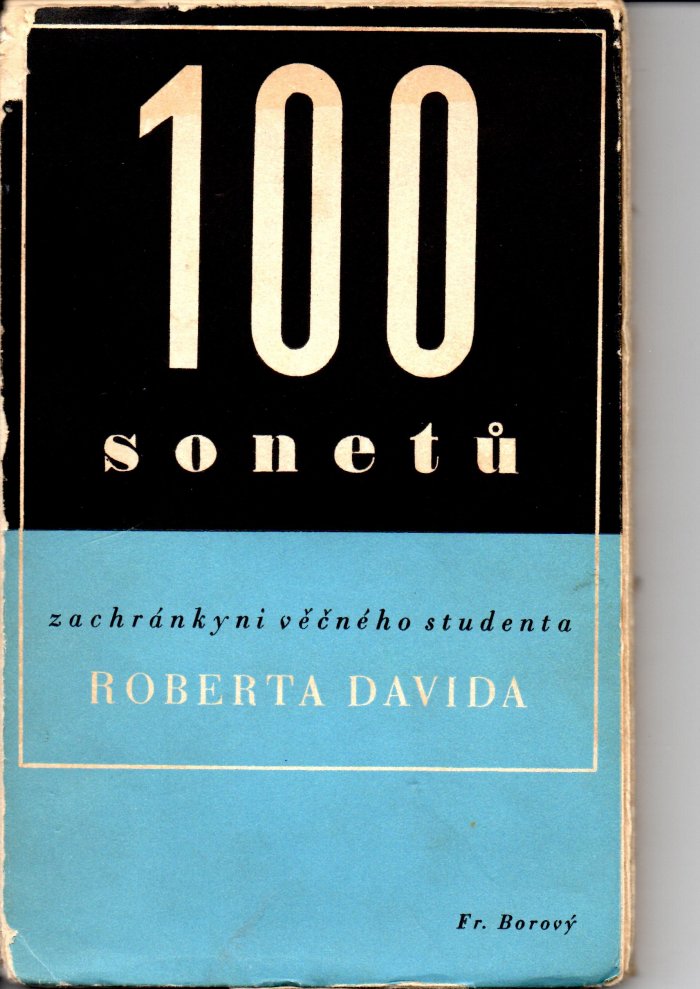 100
sonetů
zachránkyni věčného studenta
ROBERTA DAVIDA
Fr. Borový